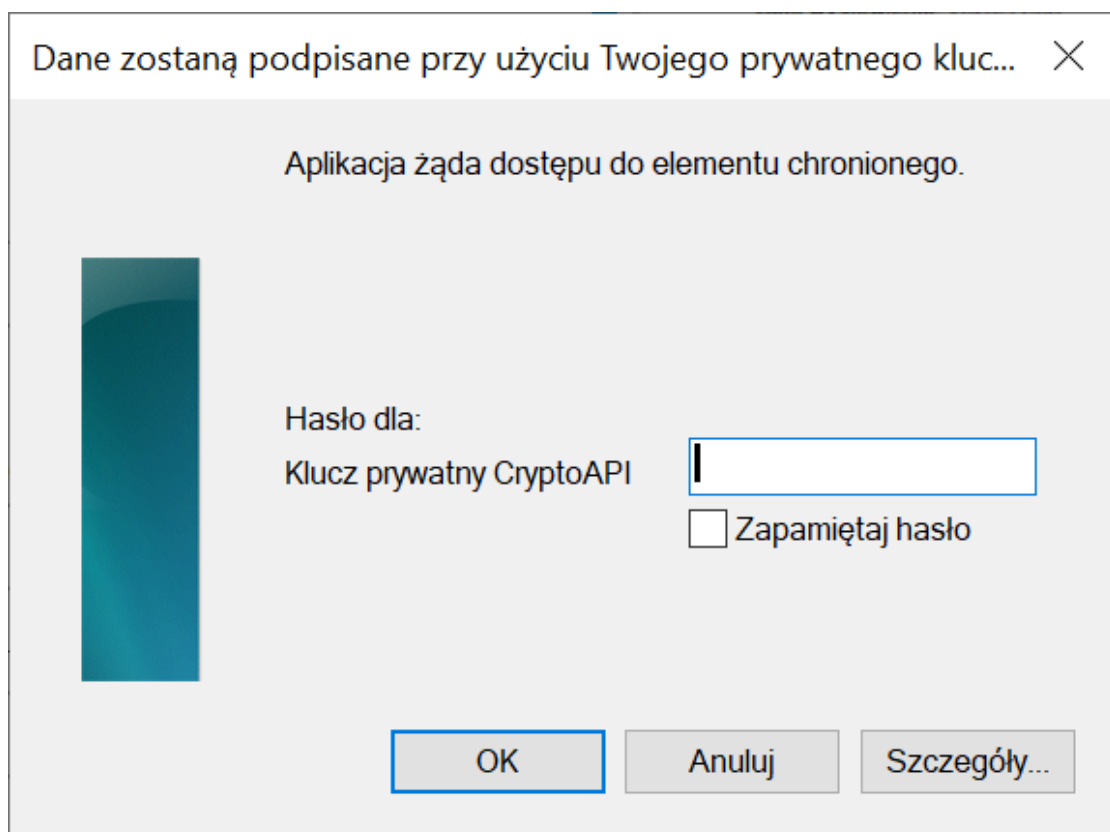 Dane zostaną podpisane przy użyciu Twojego prywatnego kluc...
Aplikacja żąda dostępu do elementu chronionego.
Hasło dla:
Klucz prywatny CryptoAPI
Zapamiętaj hasło
OK
Anuluj
Szczegóły...